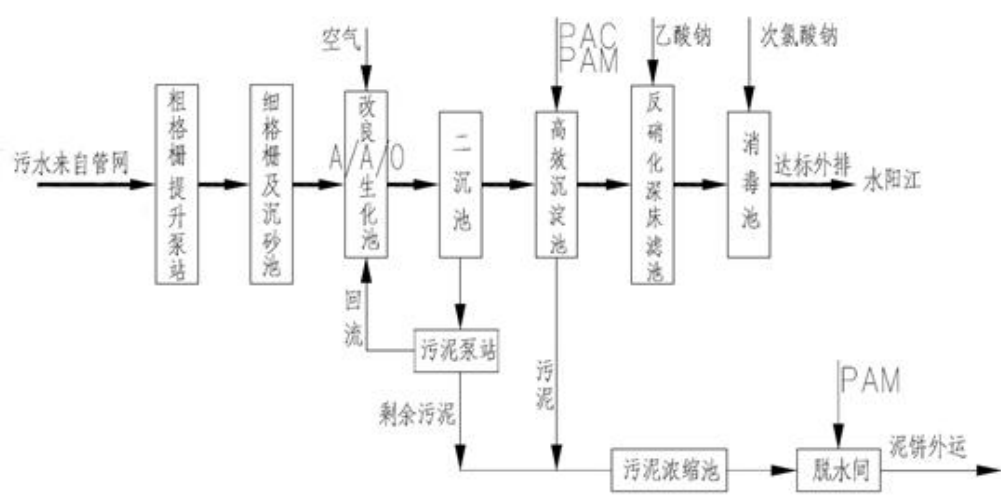 空气
PAC
PAM
乙酸钠
次氯酸钠
污水来自管网
粗格栅提升泵站
细格栅及沉砂池
改良A/A/O生化池
二沉池
高效沉淀池
反硝化深床滤池
消毒池
达标外排
水阳江
回流
污泥泵站
剩余污泥
污泥
PAM
污泥浓缩池
脱水间
泥饼外运